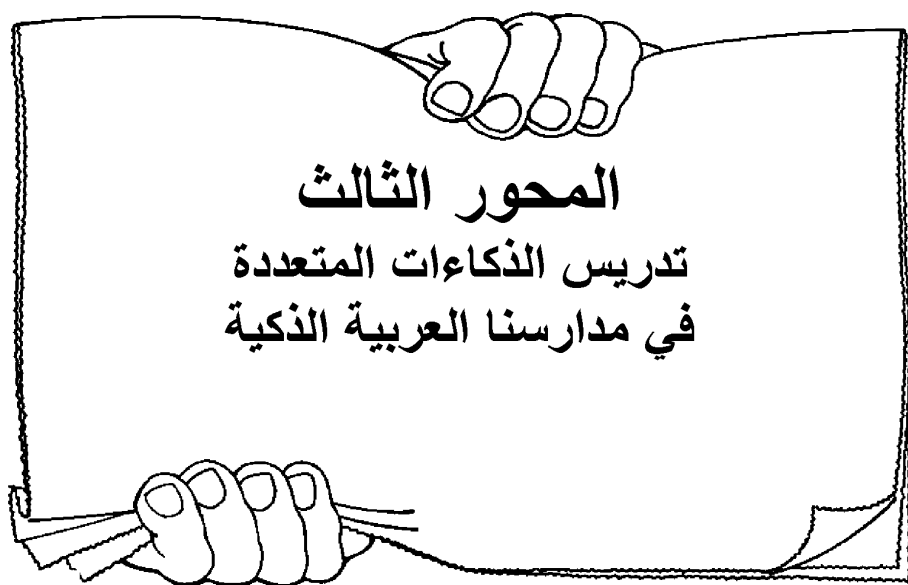 المحور الثالث
تدريس الذكاءات المتعددة
في مدارسنا العربية الذكية